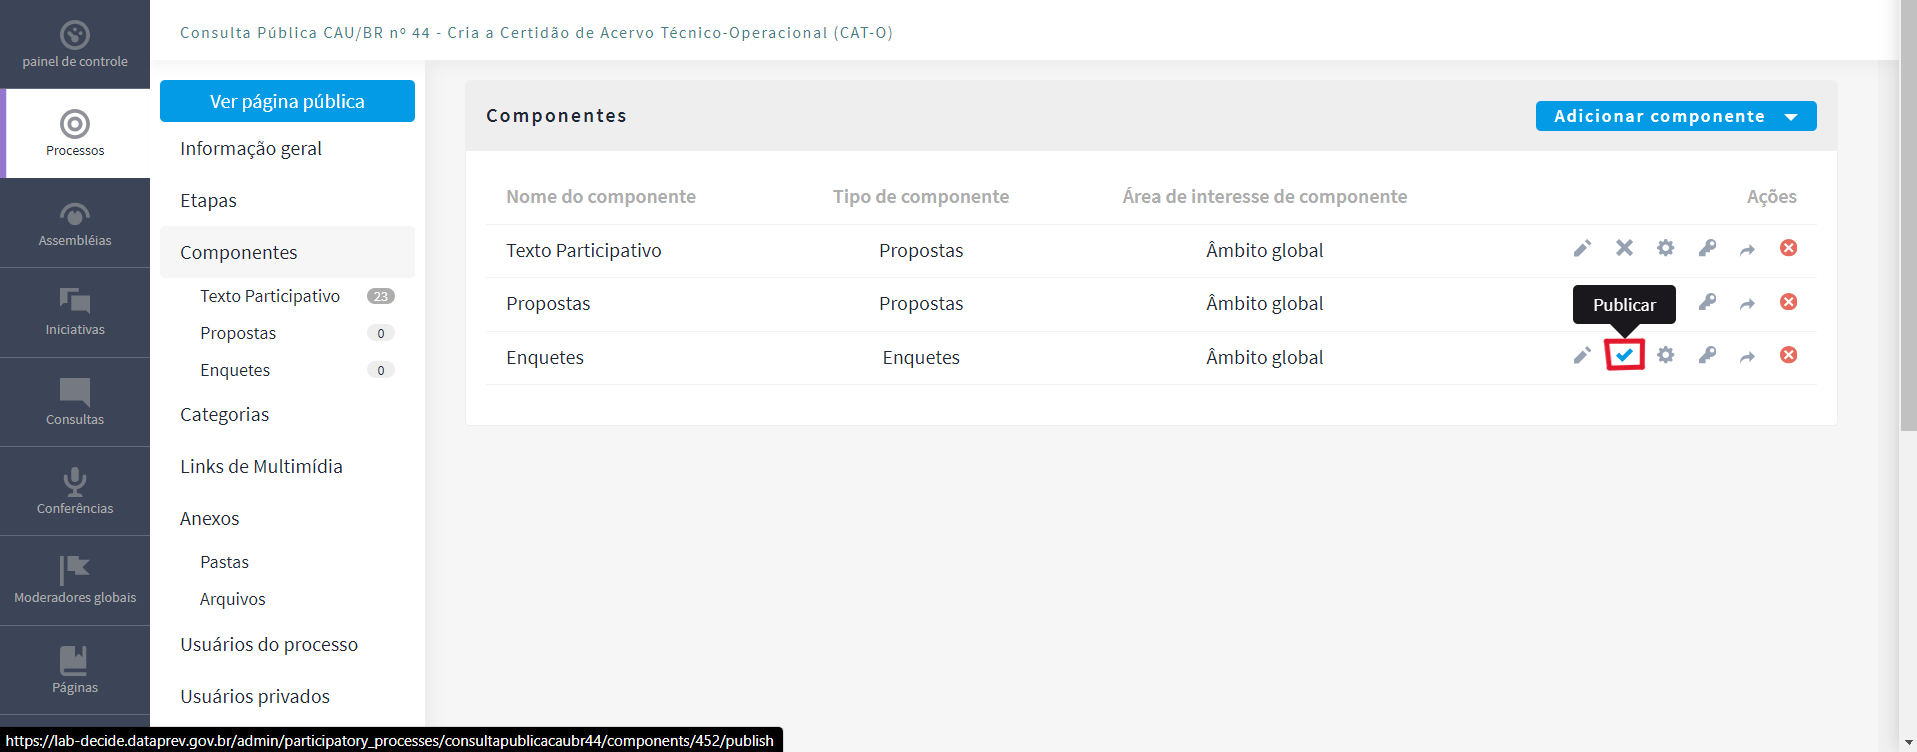 painel de controle
Processos
Assembléias
Iniciativas
Consultas
Conferências
Moderadores globais
Páginas
Consulta Pública CAU/BR nº 44 - Cria a Certidão de Acervo Técnico-Operacional (CAT-O)
Ver página pública
Informação geral
Etapas
Componentes
Texto Participativo 23
Propostas 0
Enquetes 0
Categorias
Links de Multimídia
Anexos
Pastas
Arquivos
Usuários do processo
Usuários privados
Componentes
Adicionar componente
Nome do componente Tipo de componente Área de interesse de componente Ações
Texto Participativo Propostas Âmbito global
Propostas Propostas Âmbito global
Publicar
Enquetes Enquetes Âmbito global
https://lab-decide.dataprev.gov.br/admin/participatory_processes/consultapublicacaubr44/components/452/publish